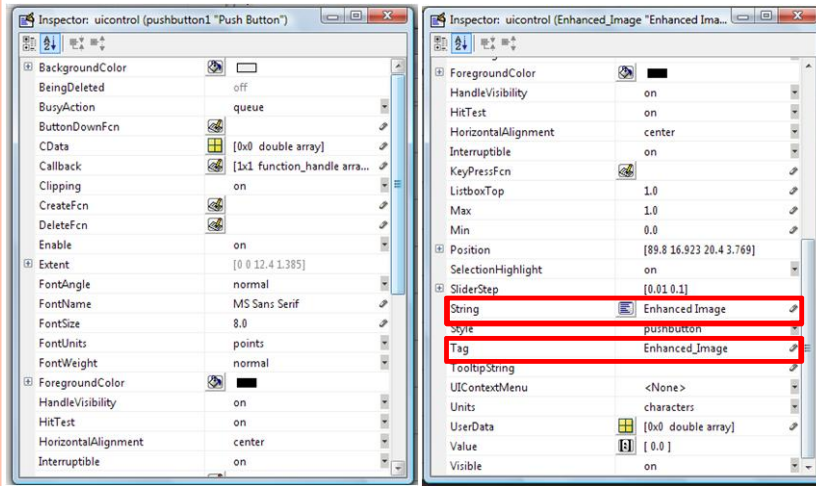 Inspector: uicontrol (pushbutton1 "Push Button")
BackgroundColor
BeingDeleted off
BusyAction queue
ButtonDownFcn
CData [0x0 double array]
Callback [1x1 function_handle arra...
Clipping on
CreateFcn
DeleteFcn
Enable on
Extent [0 0 12.4 1.385]
FontAngle normal
FontName MS Sans Serif
FontSize 8.0
FontUnits points
FontWeight normal
ForegroundColor
HandleVisibility on
HitTest on
HorizontalAlignment center
Interruptible on
Inspector: uicontrol (Enhanced_Image "Enhanced Ima...
ForegroundColor
HandleVisibility on
HitTest on
HorizontalAlignment center
Interruptible on
KeyPressFcn
ListboxTop 1.0
Max 1.0
Min 0.0
Position [89.8 16.923 20.4 3.769]
SelectionHighlight on
SliderStep [0.01 0.1]
String Enhanced Image
Style pushbutton
Tag Enhanced_Image
TooltipString
UIContextMenu <None>
Units characters
UserData [0x0 double array]
Value [ 0.0 ]
Visible on